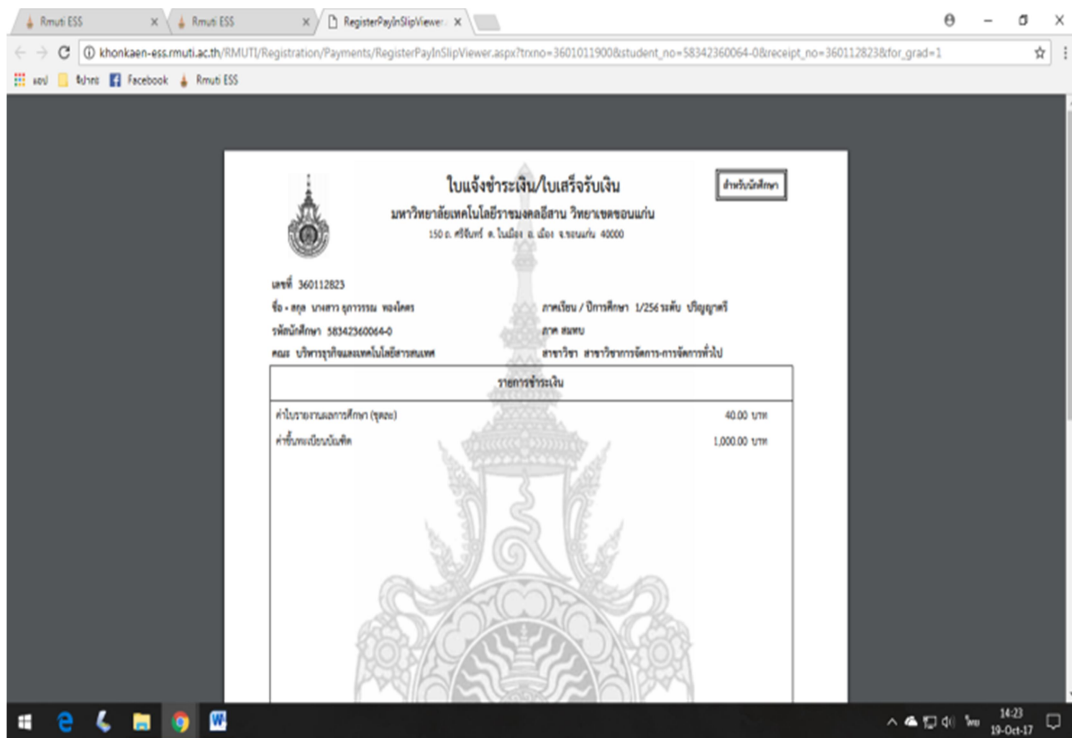 Rmuti ESS
Rmuti ESS
RegisterPayInSlipViewer.
khonkaen-ess.rmuti.ac.th/RMUTI/Registration/Payments/RegisterPayInSlipViewer.aspx?trxno=3601011900&student_no=58342360064-0&receipt_no=360112823&for_grad=1
แอป
Facebook
Rmuti ESS
ใบแจ้งชำระเงิน/ใบเสร็จรับเงิน
สำหรับนักศึกษา
มหาวิทยาลัยเทคโนโลยีราชมงคลอีสาน วิทยาเขตขอนแก่น
150 ถ. ศรีจันทร์ ต. ในเมือง อ. เมือง จ.ขอนแก่น 40000
เลขที่ 360112823
ชื่อ - สกุล นางสาว ยุภาวรรณ พองโคตร
ภาคเรียน / ปีการศึกษา 1/256 ระดับ ปริญญาตรี
รหัสนักศึกษา 58342360064-0
ภาค สมทบ
คณะ บริหารธุรกิจและเทคโนโลยีสารสนเทศ
สาขาวิชา สาขาวิชาการจัดการ-การจัดการทั่วไป
รายการชำระเงิน
ค่าใบรายงานผลการศึกษา (ชุดละ) 40.00 บาท
ค่าขึ้นทะเบียนบัณฑิต 1,000.00 บาท
ไทย
14:23
19-Oct-17